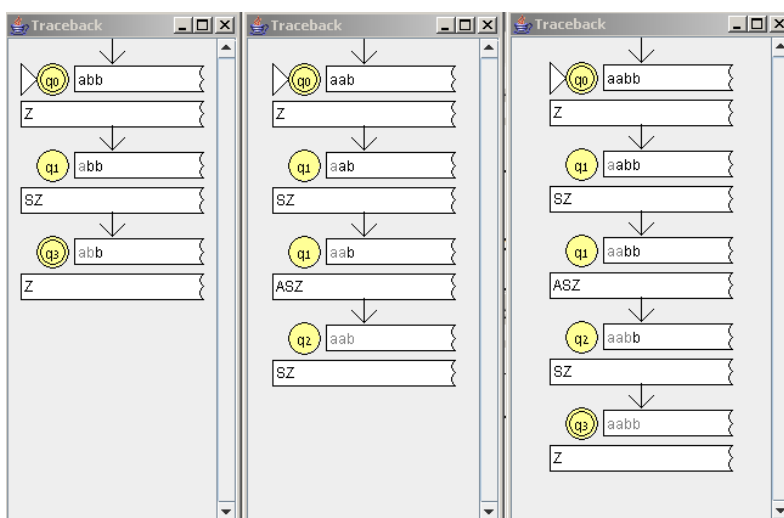 Traceback
q0 abb
Z
q1 abb
SZ
q3 abb
Z
Traceback
q0 aab
Z
q1 aab
SZ
q1 aab
ASZ
q2 aab
SZ
Traceback
q0 aabb
Z
q1 aabb
SZ
q1 aabb
ASZ
q2 aabb
SZ
q3 aabb
Z